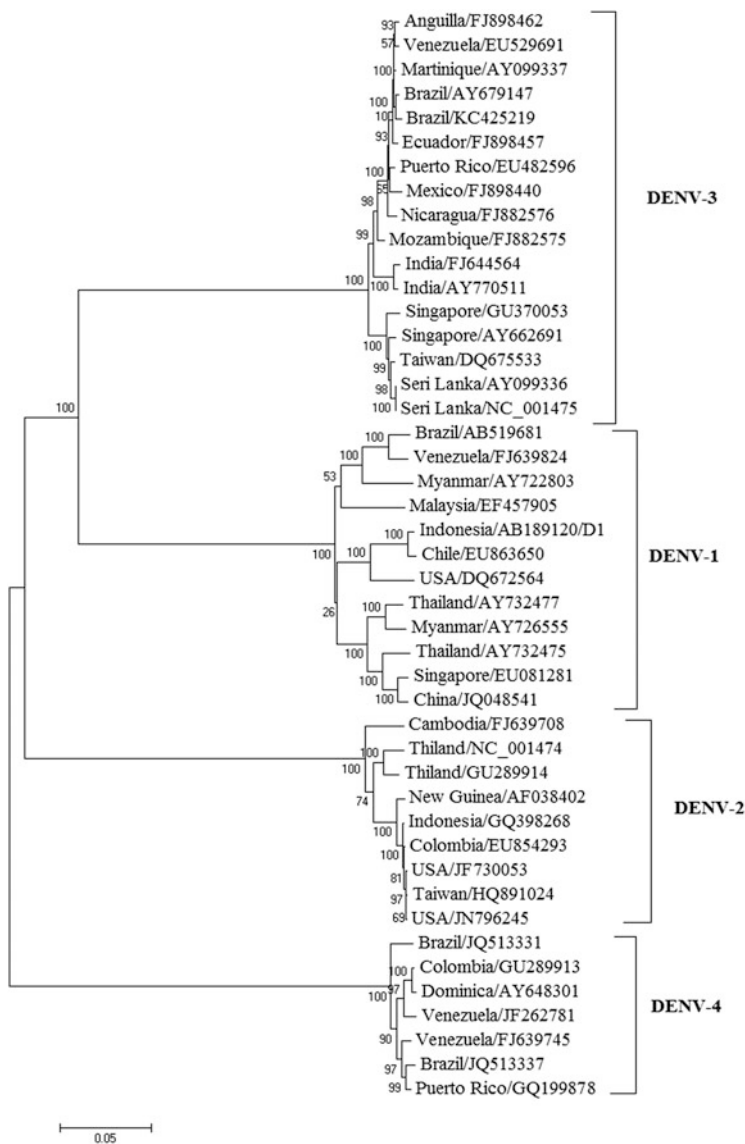 93
Anguilla/FJ898462
57
Venezuela/EU529691
100
Martinique/AY099337
Brazil/AY679147
100
Brazil/KC425219
93
Ecuador/FJ898457
100
Puerto Rico/EU482596
Mexico/FJ898440
98
Nicaragua/FJ882576
99
Mozambique/FJ882575
India/FJ644564
100
100
India/AY770511
Singapore/GU370053
Singapore/AY662691
100
Taiwan/DQ675533
99
Seri Lanka/AY099336
98
100
Seri Lanka/NC_001475
DENV-3
100
Brazil/AB519681
100
Venezuela/FJ639824
100
Myanmar/AY722803
53
Malaysia/EF457905
Indonesia/AB189120/D1
100
Chile/EU863650
100
100
USA/DQ672564
Thailand/AY732477
100
26
Myanmar/AY726555
100
Thailand/AY732475
Singapore/EU081281
100
100
China/JQ048541
DENV-1
Cambodia/FJ639708
100
Thiland/NC_001474
100
Thiland/GU289914
74
New Guinea/AF038402
Indonesia/GQ398268
100
Colombia/EU854293
100
USA/JF730053
81
Taiwan/HQ891024
97
69
USA/JN796245
DENV-2
Brazil/JQ513331
Colombia/GU289913
100
97
Dominica/AY648301
100
Venezuela/JF262781
90
Venezuela/FJ639745
Brazil/JQ513337
97
99
Puerto Rico/GQ199878
DENV-4
0.05